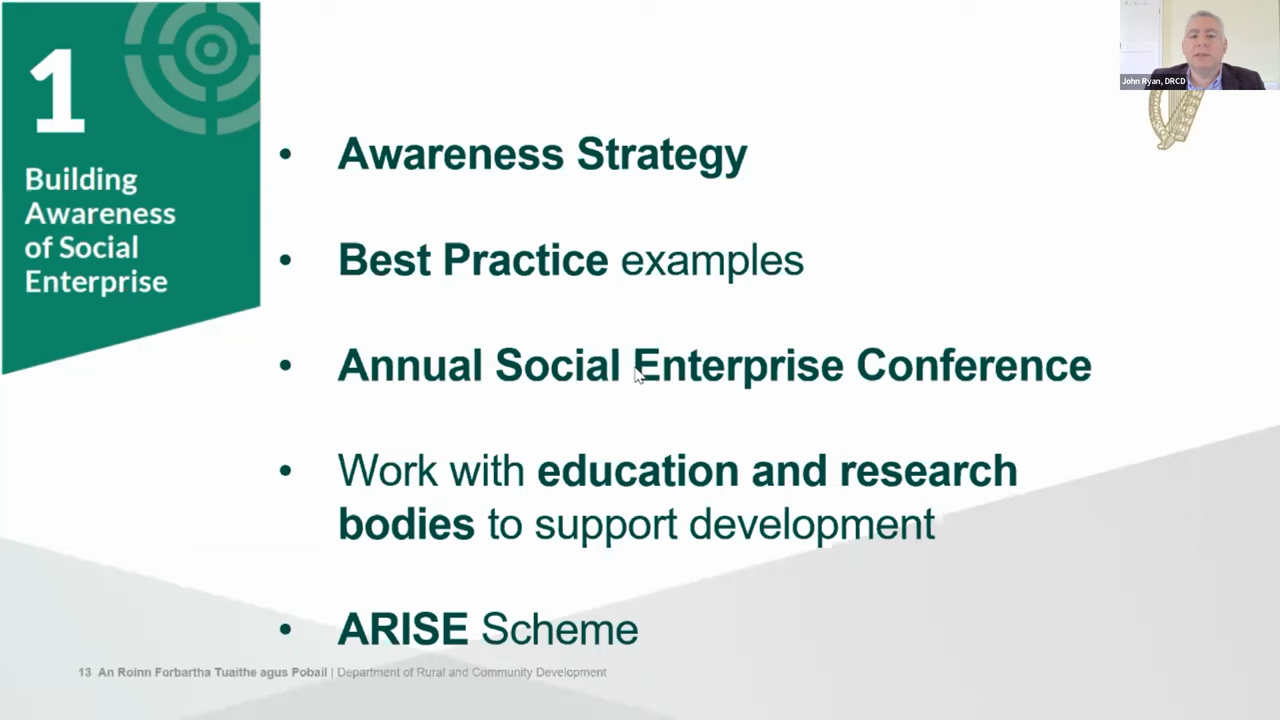 1
Building
Awareness
of Social
Enterprise
• Awareness Strategy
• Best Practice examples
• Annual Social Enterprise Conference
• Work with education and research
bodies to support development
• ARISE Scheme
13 An Roinn Forbartha Tuaithe agus Pobail | Department of Rural and Community Development
John Ryan, DRCD